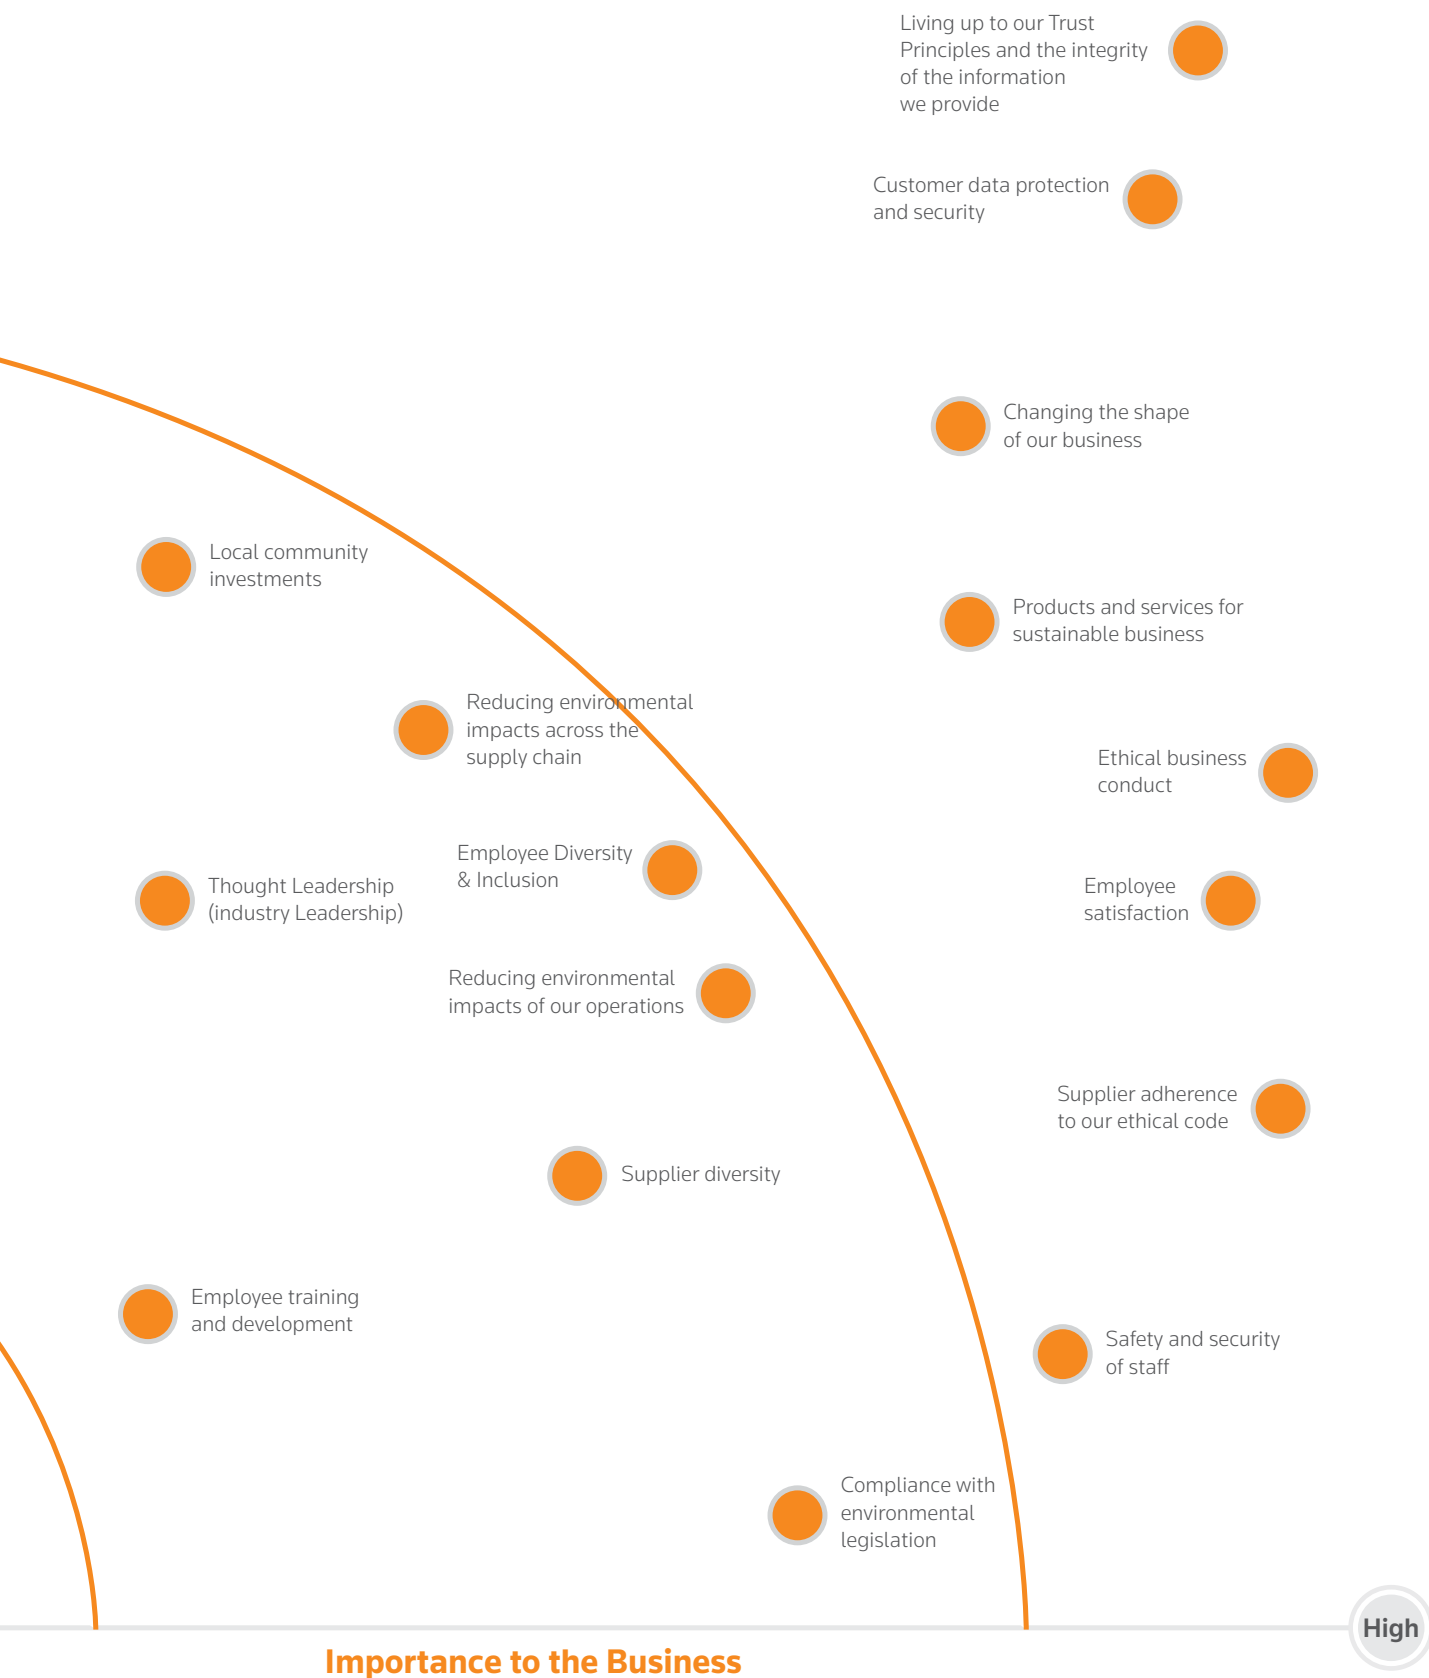 Living up to our Trust
Principles and the integrity
of the information
we provide
Customer data protection
and security
Changing the shape
of our business
Local community
investments
Products and services for
sustainable business
Reducing environmental
impacts across the
supply chain
Ethical business
conduct
Employee Diversity
& Inclusion
Thought Leadership
(industry Leadership)
Employee
satisfaction
Reducing environmental
impacts of our operations
Supplier adherence
to our ethical code
Supplier diversity
Employee training
and development
Safety and security
of staff
Compliance with
environmental
legislation
High
Importance to the Business